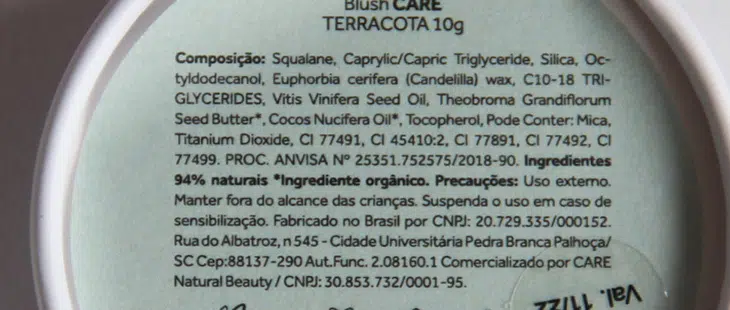 Blush CARE
TERRACOTA 10g
Composição: Squalane, Caprylic/Capric Triglyceride, Silica, Oc-
tyldodecanol, Euphorbia cerifera (Candelilla) wax, C10-18 TRI-
GLYCERIDES, Vitis Vinifera Seed Oil, Theobroma Grandiflorum
Seed Butter*, Cocos Nucifera Oil*, Tocopherol, Pode Conter: Mica,
Titanium Dioxide, CI 77491, CI 45410:2, CI 77891, CI 77492, CI
77499. PROC. ANVISA Nº 25351.752575/2018-90. Ingredientes
94% naturais *Ingrediente orgânico. Precauções: Uso externo.
Manter fora do alcance das crianças. Suspenda o uso em caso de
sensibilização. Fabricado no Brasil por CNPJ: 20.729.335/000152.
Rua do Albatroz, n 545 - Cidade Universitária Pedra Branca Palhoça/
SC Cep:88137-290 Aut.Func. 2.08160.1 Comercializado por CARE
Natural Beauty / CNPJ: 30.853.732/0001-95.
Val. 11/22